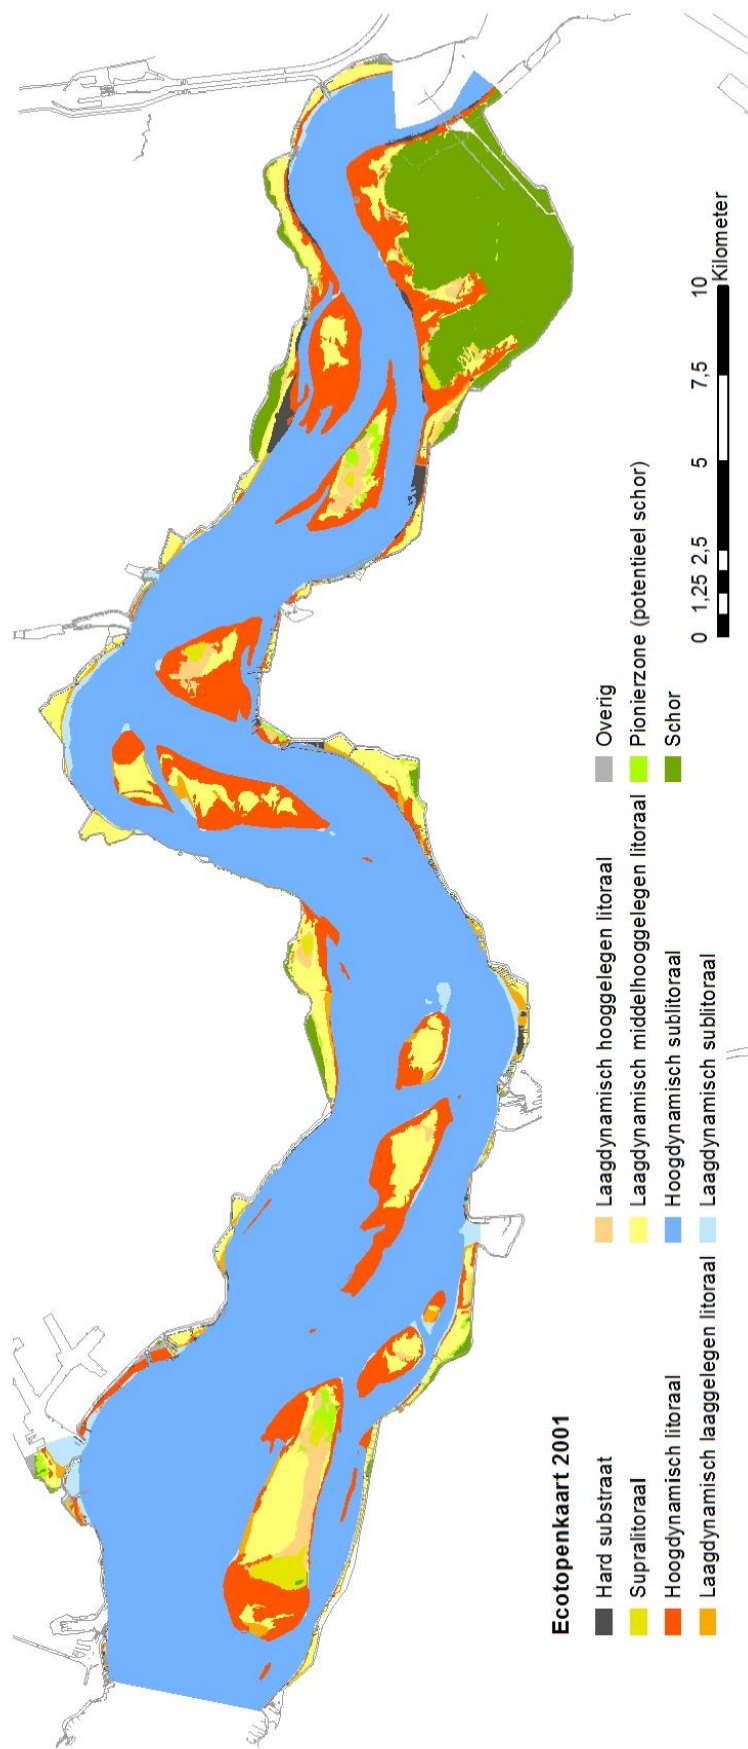 Ecotopenkaart 2001
Hard substraat
Supralitoraal
Hoogdynamisch litoraal
Laagdynamisch laaggelegen litoraal
Laagdynamisch hooggelegen litoraal
Laagdynamisch middelhooggelegen litoraal
Hoogdynamisch sublitoraal
Laagdynamisch sublitoraal
Overig
Pionierzone (potentieel schor)
Schor
0 1,25 2,5 5 7,5 10
Kilometer